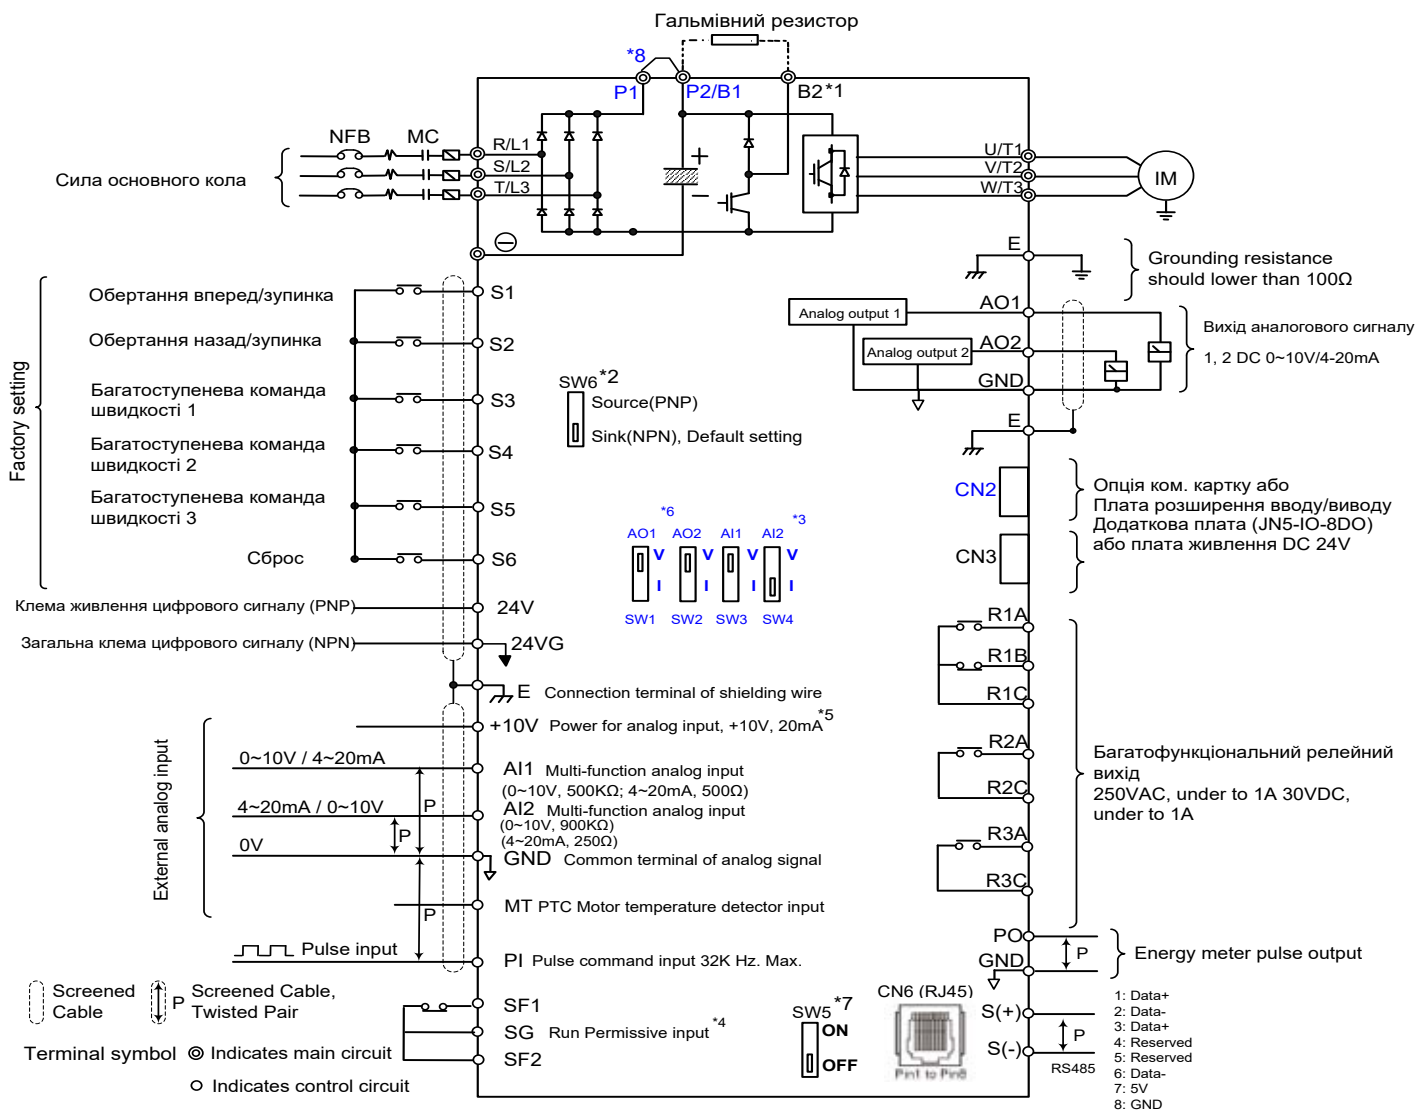 Гальмівний резистор
*8
P1
P2/B1
B2*1
NFB
MC
R/L1
S/L2
T/L3
Сила основного кола
+
−
U/T1
V/T2
W/T3
IM
E
Grounding resistance
should lower than 100Ω
Factory setting
Обертання вперед/зупинка
S1
Обертання назад/зупинка
S2
Багатоступенева команда
швидкості 1
S3
Багатоступенева команда
швидкості 2
S4
Багатоступенева команда
швидкості 3
S5
Сброс
S6
Клема живлення цифрового сигналу (PNP)
24V
Загальна клема цифрового сигналу (NPN)
24VG
SW6*2
Source(PNP)
Sink(NPN), Default setting
*6
*3
AO1
AO2
AI1
AI2
V
V
V
V
I
I
I
I
SW1
SW2
SW3
SW4
Analog output 1
AO1
Analog output 2
AO2
GND
Вихід аналогового сигналу
1, 2 DC 0~10V/4-20mA
E
CN2
Опція ком. картку або
Плата розширення вводу/виводу
Додаткова плата (JN5-IO-8DO)
або плата живлення DC 24V
CN3
R1A
R1B
R1C
R2A
R2C
R3A
R3C
Багатофункціональний релейний
вихід
250VAC, under to 1A 30VDC,
under to 1A
E Connection terminal of shielding wire
+10V Power for analog input, +10V, 20mA*5
External analog input
0~10V / 4~20mA
AI1 Multi-function analog input
(0~10V, 500KΩ; 4~20mA, 500Ω)
P
4~20mA / 0~10V
AI2 Multi-function analog input
(0~10V, 900KΩ)
(4~20mA, 250Ω)
P
0V
GND Common terminal of analog signal
MT PTC Motor temperature detector input
P
Pulse input
PI Pulse command input 32K Hz. Max.
PO
GND
P
Energy meter pulse output
SF1
SG Run Permissive input*4
SF2
SW5*7
ON
OFF
CN6 (RJ45)
Pin1 to Pin8
S(+)
S(-)
P
RS485
1: Data+
2: Data-
3: Data+
4: Reserved
5: Reserved
6: Data-
7: 5V
8: GND
Screened
Cable
P
Screened Cable,
Twisted Pair
Terminal symbol
Indicates main circuit
Indicates control circuit